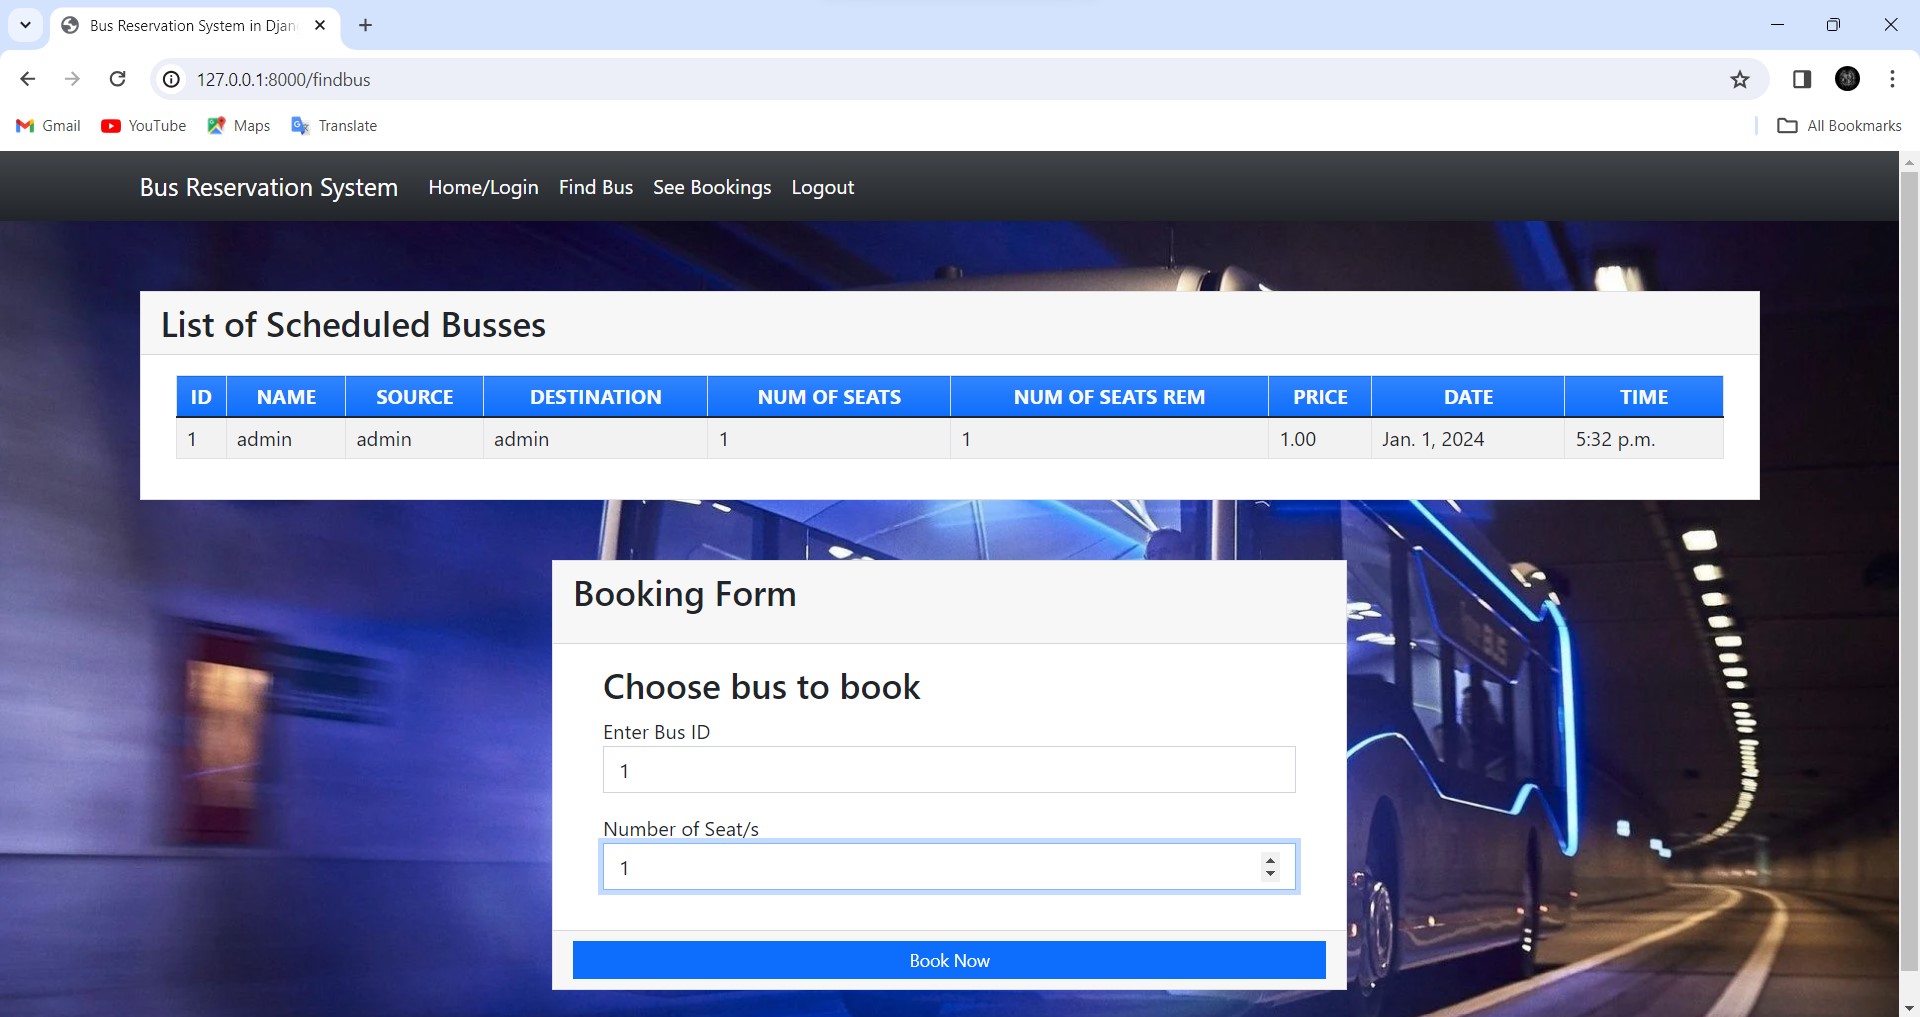 Bus Reservation System in Djan
127.0.0.1:8000/findbus
Gmail YouTube Maps Translate All Bookmarks
Bus Reservation System Home/Login Find Bus See Bookings Logout
List of Scheduled Busses
ID NAME SOURCE DESTINATION NUM OF SEATS NUM OF SEATS REM PRICE DATE TIME
1 admin admin admin 1 1 1.00 Jan. 1, 2024 5:32 p.m.
Booking Form
Choose bus to book
Enter Bus ID
1
Number of Seat/s
1
Book Now